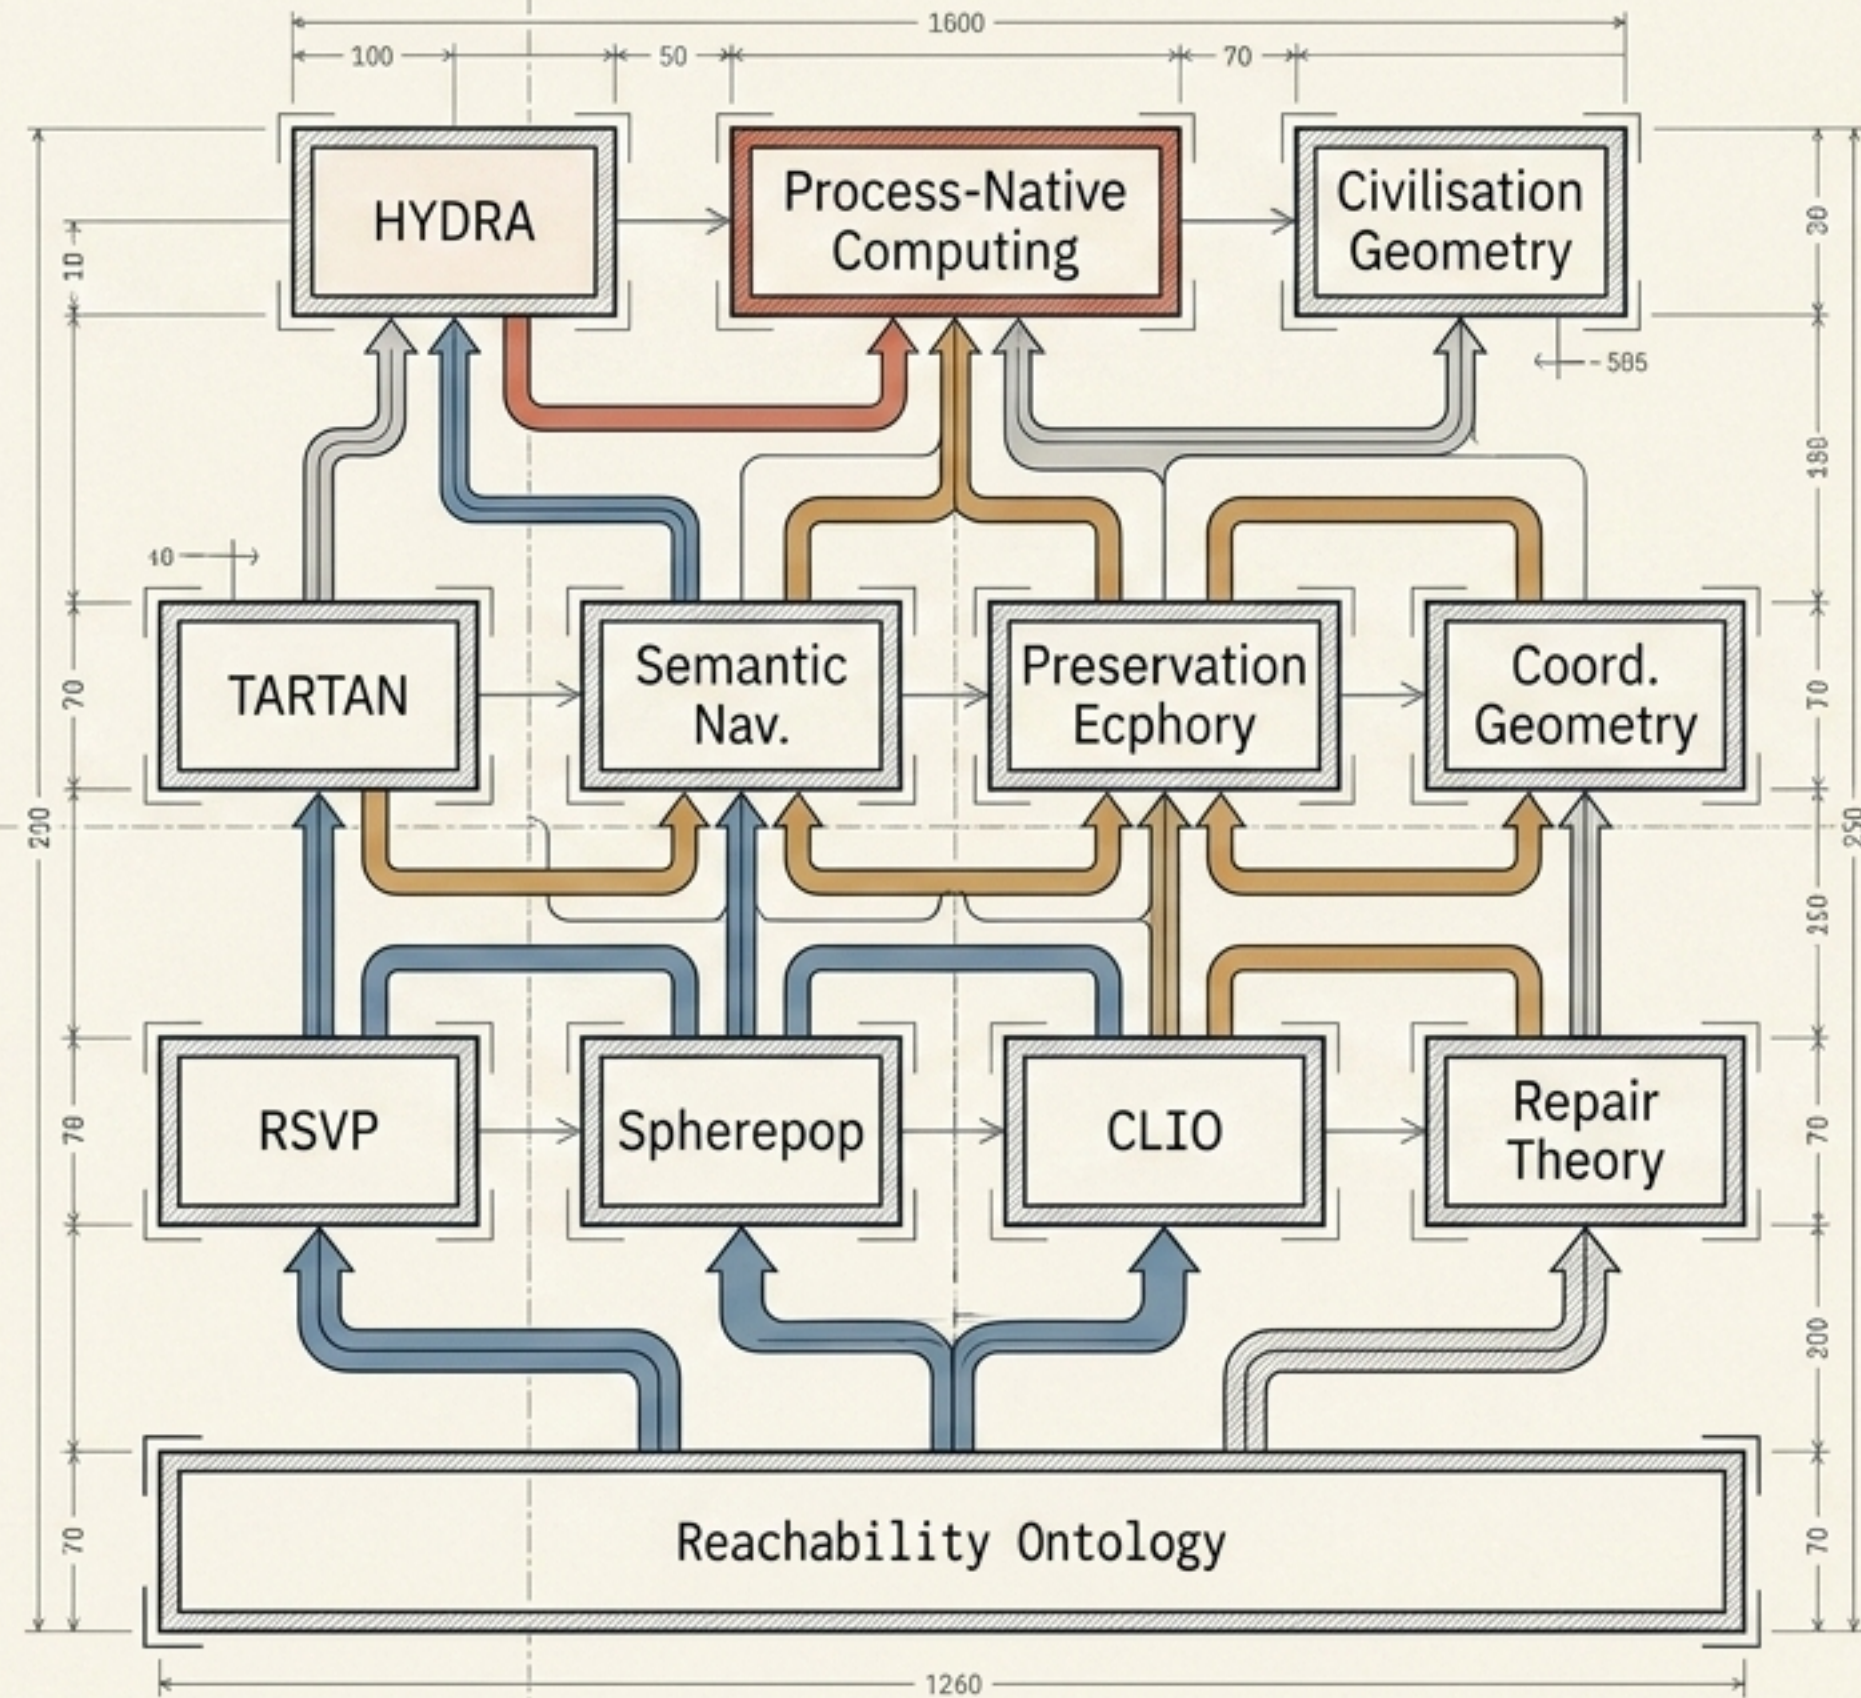 1600
100
50
70
HYDRA
Process-Native
Computing
Civilisation
Geometry
10
30
505
180
40
TARTAN
Semantic
Nav.
Preservation
Ecphory
Coord.
Geometry
70
70
200
250
250
RSVP
Spherepop
CLIO
Repair
Theory
70
70
200
Reachability Ontology
70
70
1260